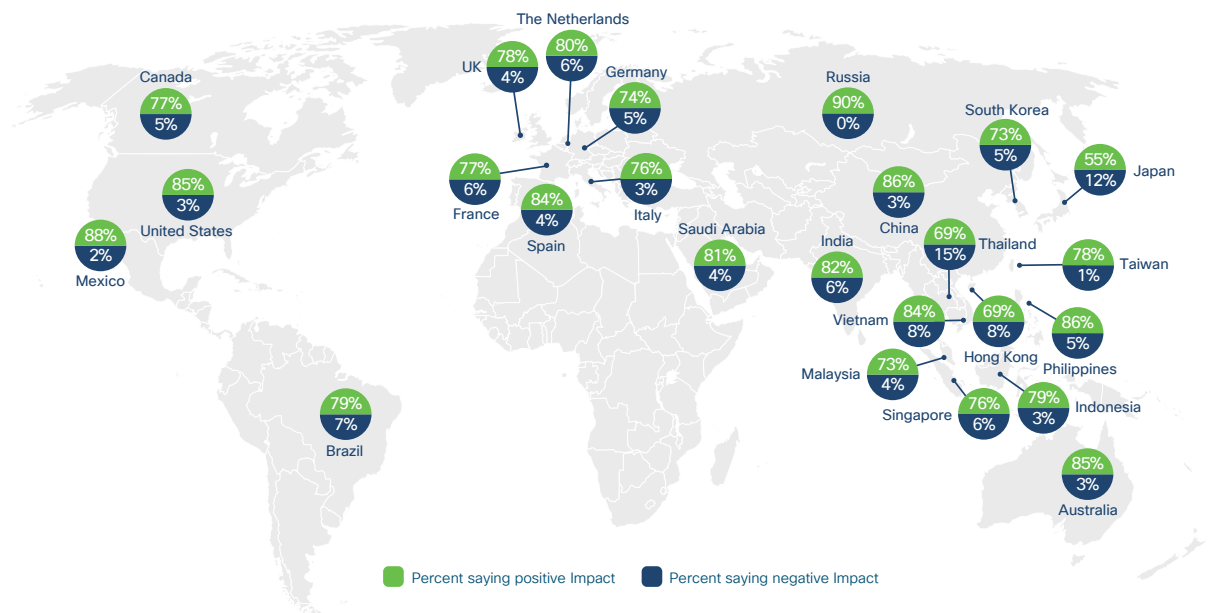 The Netherlands
80%
6%
UK
78%
4%
Germany
74%
5%
Canada
77%
5%
Russia
90%
0%
South Korea
73%
5%
55%
12%
Japan
77%
6%
France
84%
4%
Spain
76%
3%
Italy
85%
3%
United States
86%
3%
China
88%
2%
Mexico
Saudi Arabia
81%
4%
India
82%
6%
69%
15%
Thailand
78%
1%
Taiwan
Vietnam
84%
8%
69%
8%
Hong Kong
86%
5%
Philippines
Malaysia
73%
4%
Singapore
76%
6%
79%
3%
Indonesia
79%
7%
Brazil
85%
3%
Australia
Percent saying positive Impact
Percent saying negative Impact